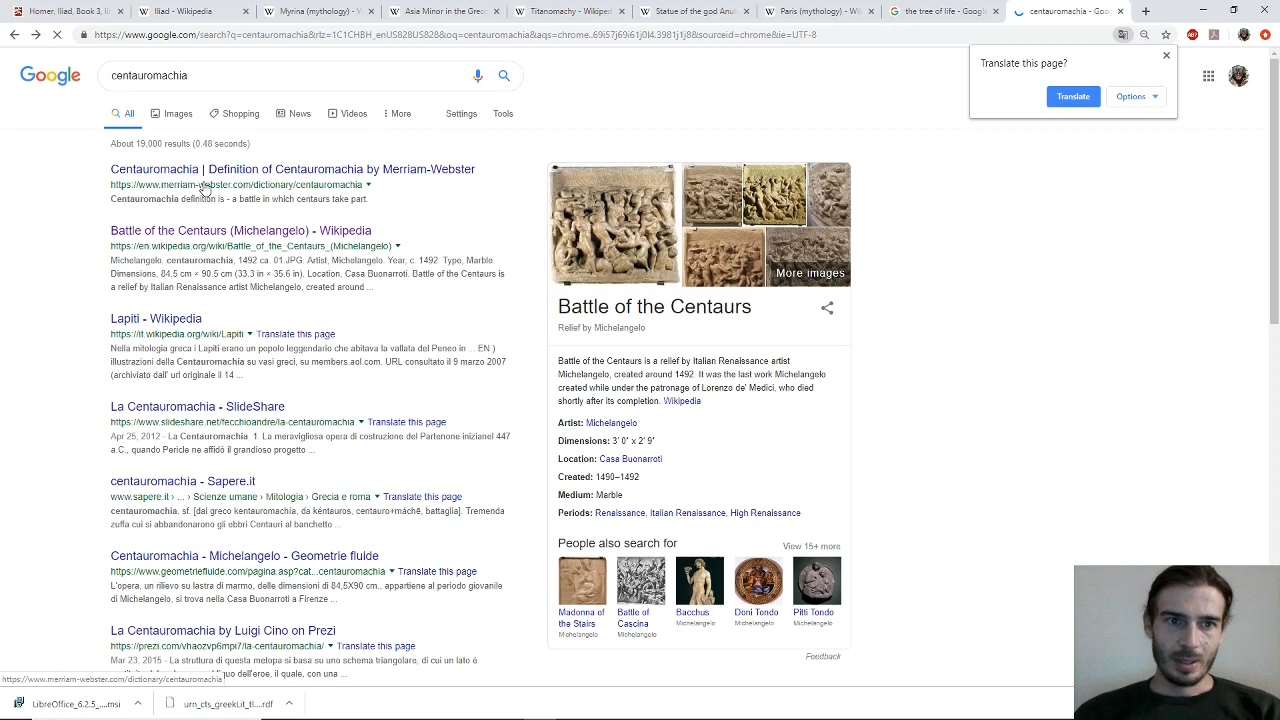 Homer, Iliad, Book 3, lin
Iliad - Wikipedia
Myrina (mythology) - W
Asia Minor in the Grec
Titanomachy - Wikiped
Statue of the god Anub
Paris (mythology) - Wi
the tree of life - Google
centauromachia - Goog
https://www.google.com/search?q=centauromachia&rlz=1C1CHBH_enUS828US828&oq=centauromachia&aqs=chrome..69i57j69i61j0l4.3981j1j8&sourceid=chrome&ie=UTF-8
Translate this page?
Translate
Options
Google
centauromachia
All
Images
Shopping
News
Videos
More
Settings
Tools
About 19,000 results (0.48 seconds)
Centauromachia | Definition of Centauromachia by Merriam-Webster
https://www.merriam-webster.com/dictionary/centauromachia
Centauromachia definition is - a battle in which centaurs take part.
Battle of the Centaurs (Michelangelo) - Wikipedia
https://en.wikipedia.org/wiki/Battle_of_the_Centaurs_(Michelangelo)
Michelangelo, centauromachia, 1492 ca. 01.JPG. Artist, Michelangelo. Year, c. 1492. Type, Marble.
Dimensions, 84.5 cm × 90.5 cm (33.3 in × 35.6 in). Location, Casa Buonarroti. Battle of the Centaurs is
a relief by Italian Renaissance artist Michelangelo, created around ...
Lapiti - Wikipedia
https://it.wikipedia.org/wiki/Lapiti Translate this page
Nella mitologia greca i Lapiti erano un popolo leggendario che abitava la vallata del Peneo in ... EN )
illustrazioni della Centauromachia su vasi greci, su members.aol.com. URL consultato il 9 marzo 2007
(archiviato dall' url originale il 14 ...
La Centauromachia - SlideShare
https://www.slideshare.net/fecchioandre/la-centauromachia Translate this page
Apr 25, 2012 - La Centauromachia 1. La meravigliosa opera di costruzione del Partenone inizianel 447
a.C., quando Pericle ne affidò il grandioso progetto ...
centauromachia - Sapere.it
www.sapere.it › ... › Scienze umane › Mitologia › Grecia e roma Translate this page
centauromachia. sf. [dal greco kentauromachía, da kéntauros, centauro+máchē, battaglia]. Tremenda
zuffa cui si abbandonarono gli ebbri Centauri al banchetto ...
Centauromachia - Michelangelo - Geometrie fluide
https://www.geometriefluide.com/pagina.asp?cat...centauromachia Translate this page
L'opera, un rilievo su lastra di marmo, delle dimensioni di 84,5X90 cm., appartiene al periodo giovanile
di Michelangelo, si trova nella Casa Buonarroti a Firenze ...
La Centauromachia by Luigi Cino on Prezi
https://prezi.com/vhaozvp6mpi7/la-centauromachia/ Translate this page
Mar 23, 2015 - La struttura di questa metopa si basa su uno schema triangolare, di cui un lato è
quo dell'eroe, il quale, con una ...
More images
Battle of the Centaurs
Relief by Michelangelo
Battle of the Centaurs is a relief by Italian Renaissance artist
Michelangelo, created around 1492. It was the last work Michelangelo
created while under the patronage of Lorenzo de' Medici, who died
shortly after its completion. Wikipedia
Artist: Michelangelo
Dimensions: 3′ 0″ x 2′ 9″
Location: Casa Buonarroti
Created: 1490–1492
Medium: Marble
Periods: Renaissance, Italian Renaissance, High Renaissance
People also search for
View 15+ more
Madonna of the Stairs
Michelangelo
Battle of Cascina
Michelangelo
Bacchus
Michelangelo
Doni Tondo
Michelangelo
Pitti Tondo
Michelangelo
Feedback
https://www.merriam-webster.com/dictionary/centauromachia
LibreOffice_6.2.5_....msi
urn_cts_greekLit_tl....rdf